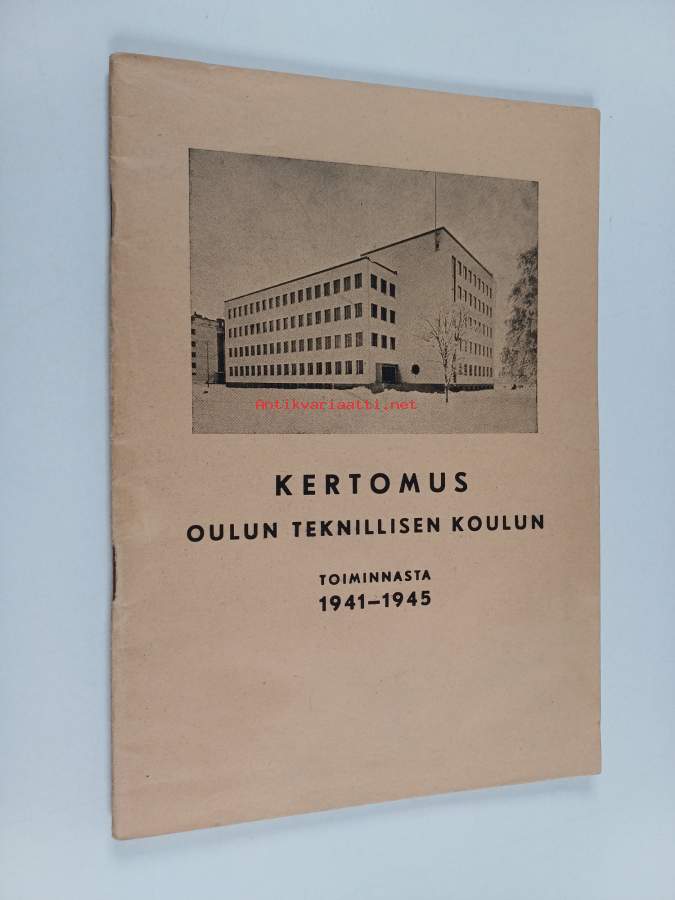 Antikvariaatti.net
KERTOMUS
OULUN TEKNILLISEN KOULUN
TOIMINNASTA
1941–1945